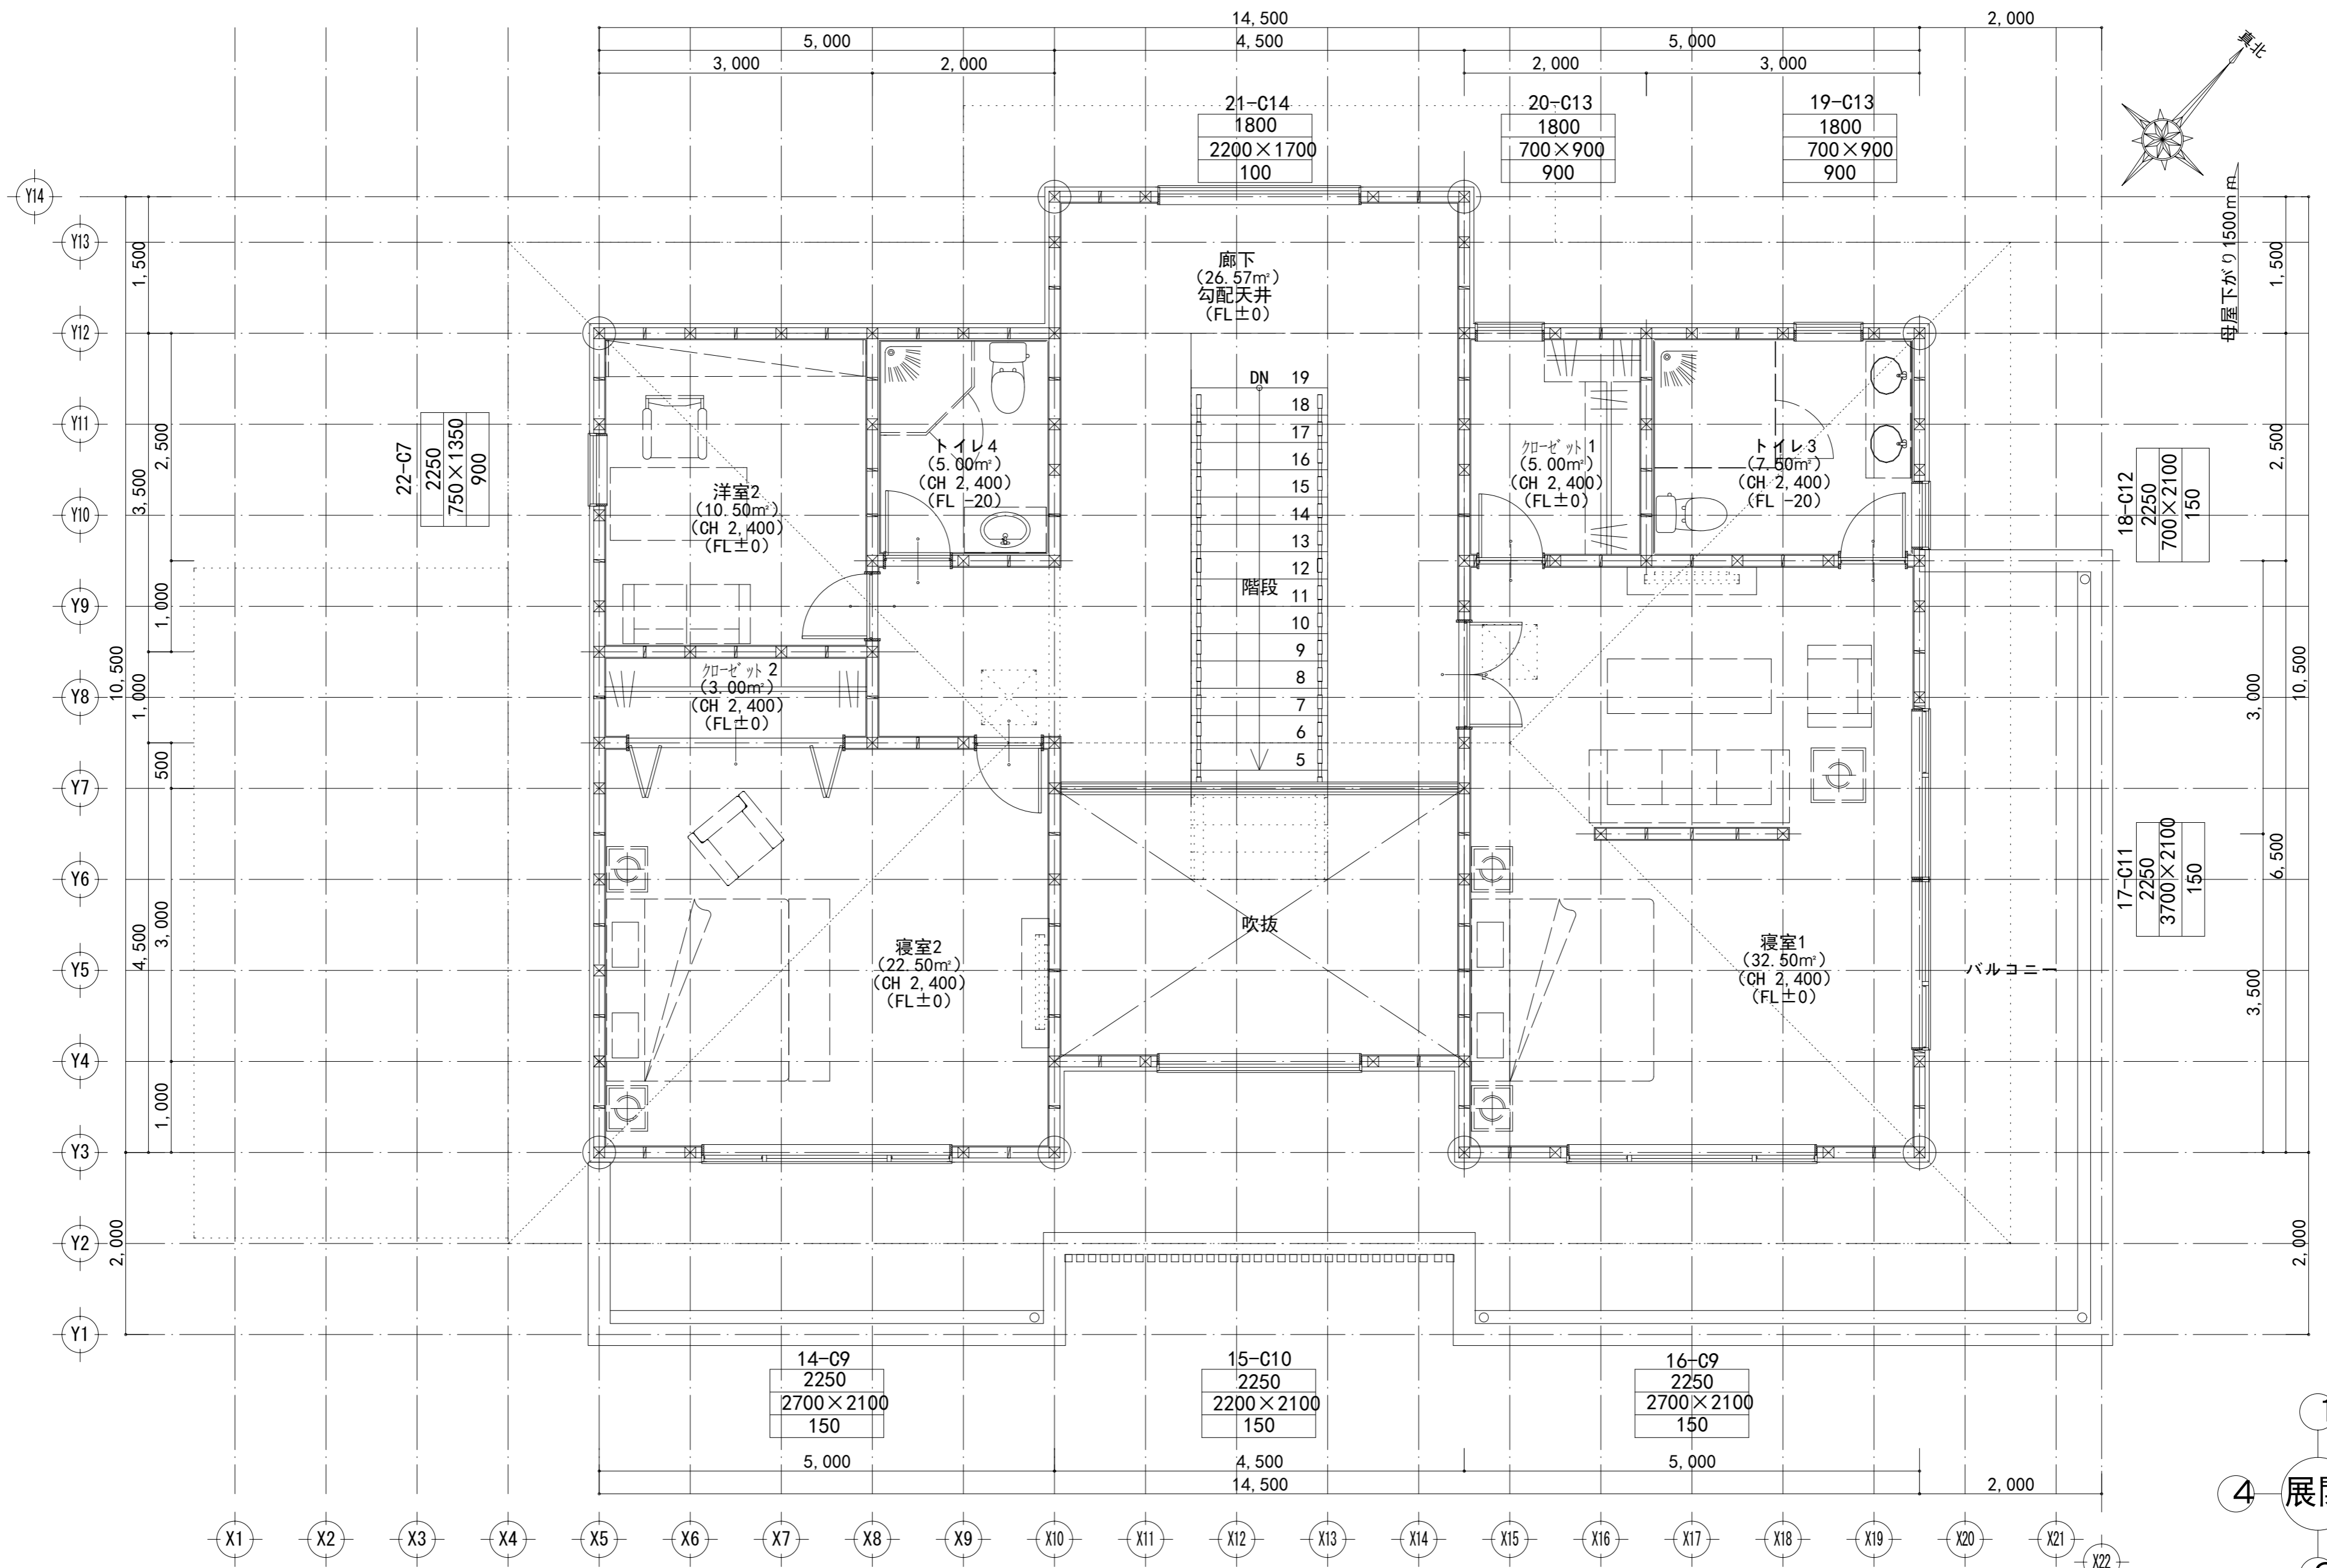 14,500
2,000
5,000
4,500
5,000
3,000
2,000
2,000
3,000
真北
21-C14
1800
2200×1700
100
20-C13
1800
700×900
900
19-C13
1800
700×900
900
母屋下がり1500mm
Y14
Y13
Y12
Y11
Y10
Y9
Y8
Y7
Y6
Y5
Y4
Y3
Y2
Y1
1,500
2,500
3,500
1,000
10,500
1,000
500
3,000
4,500
1,000
2,000
22-C7
2250
750×1350
900
廊下
(26.57㎡)
勾配天井
(FL±0)
DN
19
18
17
16
15
14
13
12
11
10
9
8
7
6
5
階段
トイレ4
(5.00㎡)
(CH 2,400)
(FL -20)
洋室2
(10.50㎡)
(CH 2,400)
(FL±0)
クローゼット1
(5.00㎡)
(CH 2,400)
(FL±0)
トイレ3
(7.50㎡)
(CH 2,400)
(FL -20)
クローゼット2
(3.00㎡)
(CH 2,400)
(FL±0)
寝室2
(22.50㎡)
(CH 2,400)
(FL±0)
吹抜
寝室1
(32.50㎡)
(CH 2,400)
(FL±0)
バルコニー
18-C12
2250
700×2100
150
17-C11
2250
3700×2100
150
1,500
2,500
3,000
10,500
6,500
3,500
2,000
14-C9
2250
2700×2100
150
15-C10
2250
2200×2100
150
16-C9
2250
2700×2100
150
5,000
4,500
5,000
14,500
2,000
4
X1
X2
X3
X4
X5
X6
X7
X8
X9
X10
X11
X12
X13
X14
X15
X16
X17
X18
X19
X20
X21
X22